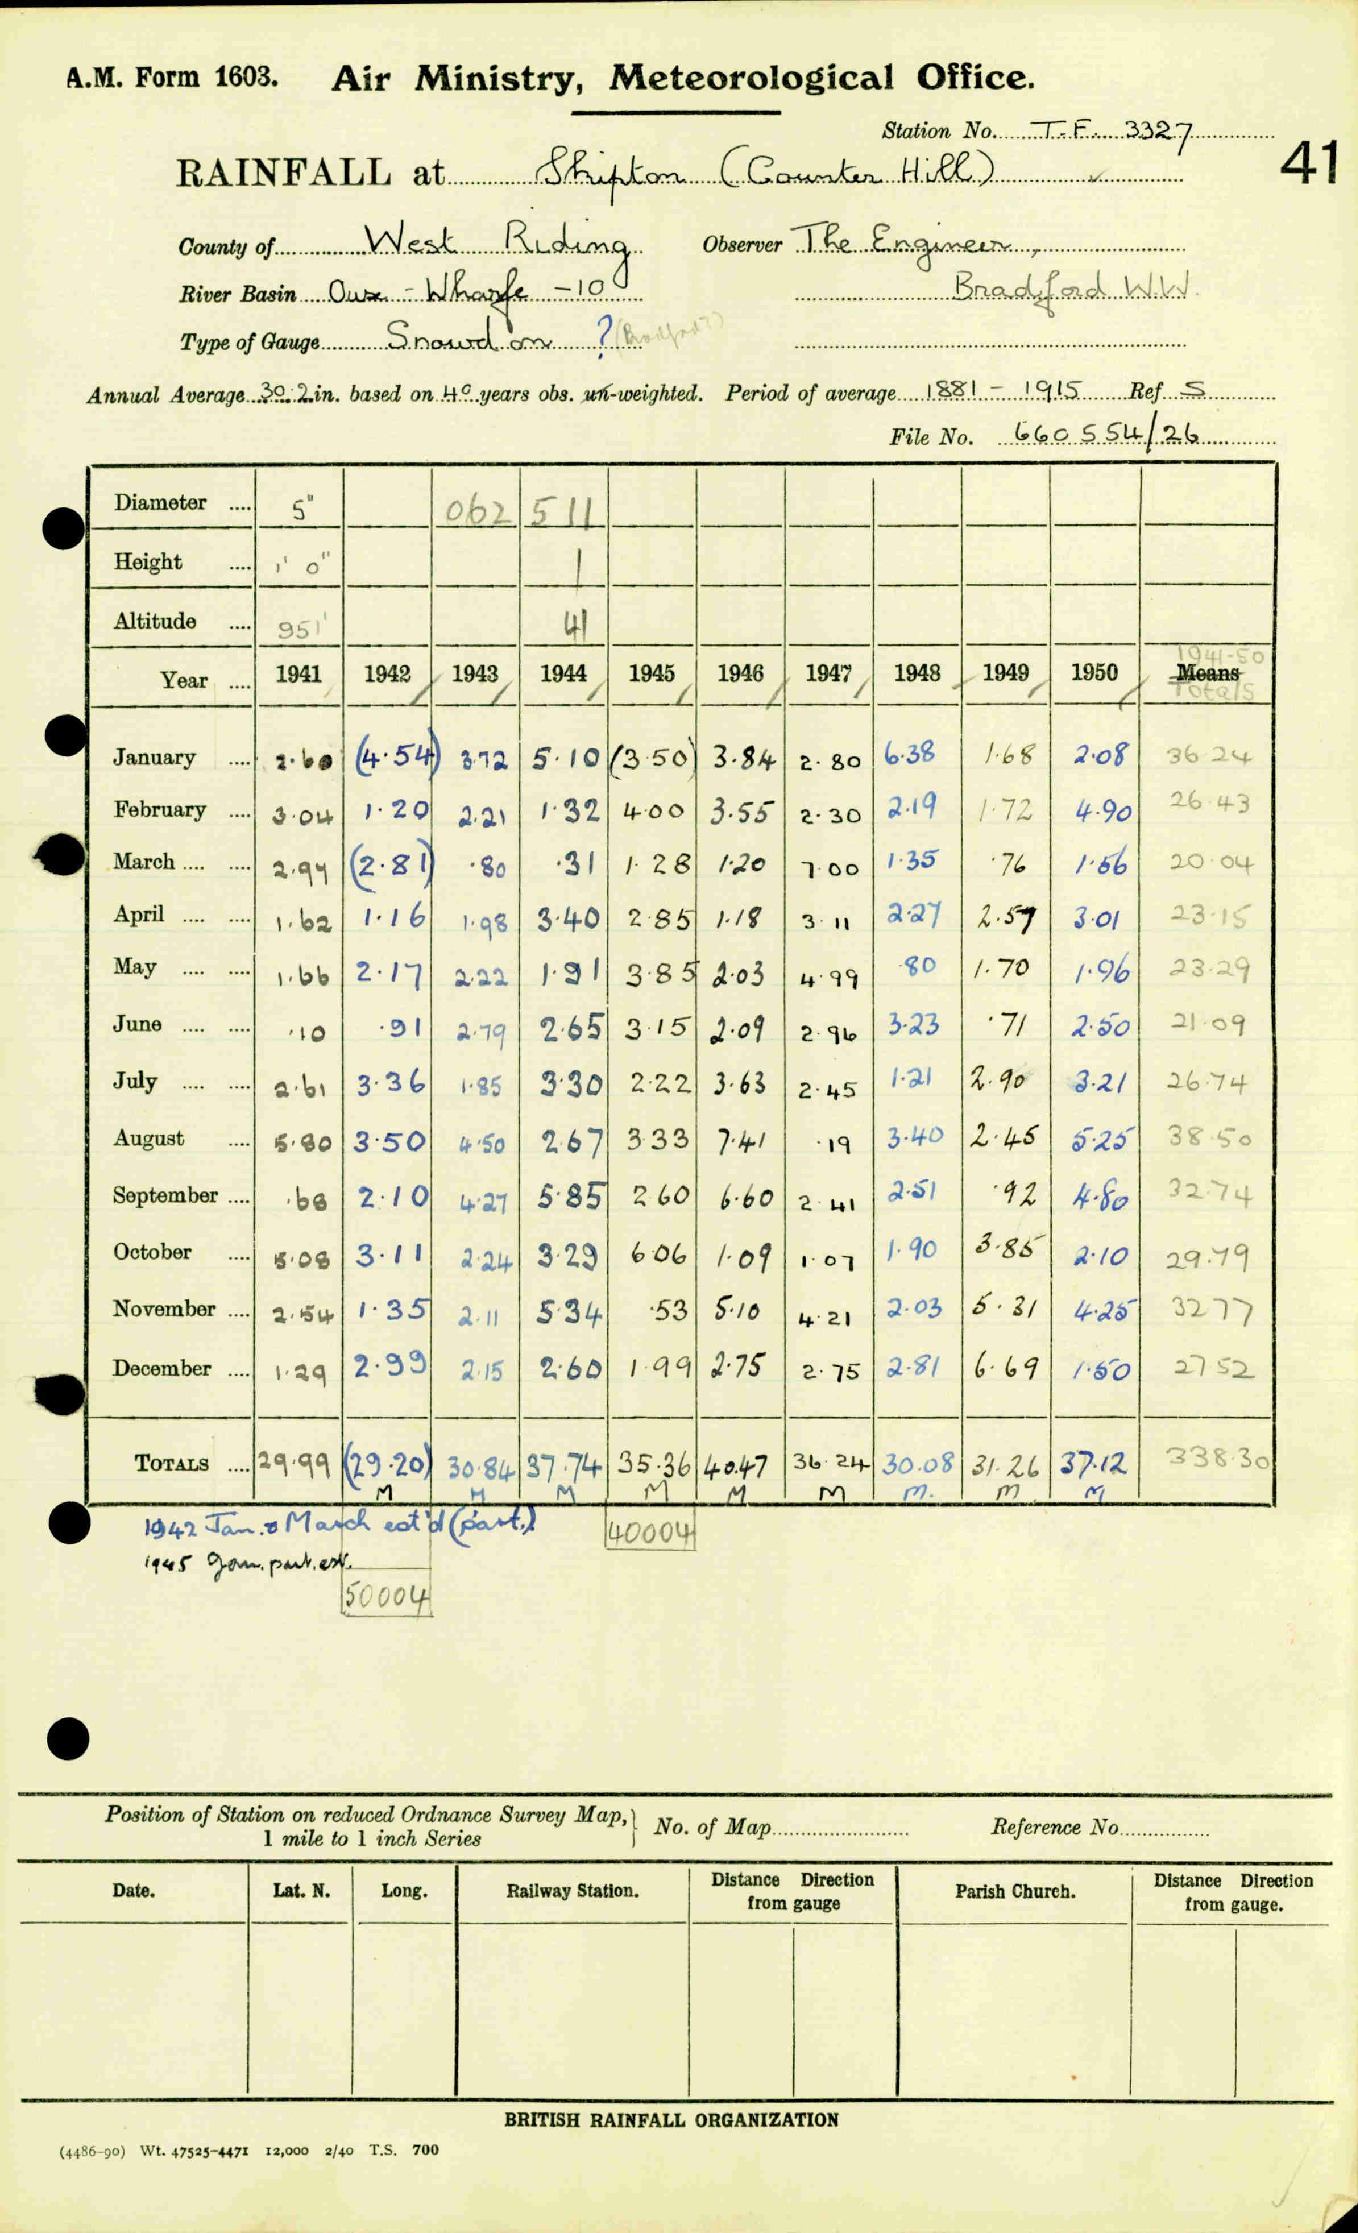 A.M. Form 1603. Air Ministry, Meteorological Office.
Station No. T.F. 3327
41
RAINFALL at Shipton (Counter Hill)
County of West Riding Observer The Engineer,
River Basin Ouse - Wharfe - 10 Bradford W.W.
Type of Gauge Snowdon ? (Bradford?)
Annual Average 30.2 in. based on 40 years obs. un-weighted. Period of average 1881 - 1915 Ref S
File No. 660554/26
Diameter .... 5" 062 511
Height .... 1' 0" 1
Altitude .... 951' 41
Year .... 1941 1942 1943 1944 1945 1946 1947 1948 1949 1950 Means 1941-50 Totals
January .... 2.60 (4.54) 3.72 5.10 (3.50) 3.84 2.80 6.38 1.68 2.08 36.24
February .... 3.04 1.20 2.21 1.32 4.00 3.55 2.30 2.19 1.72 4.90 26.43
March .... .... 2.97 (2.81) .80 .31 1.28 1.20 7.00 1.35 .76 1.56 20.04
April .... .... 1.62 1.16 1.98 3.40 2.85 1.18 3.11 2.27 2.57 3.01 23.15
May .... .... 1.66 2.17 2.22 1.91 3.85 2.03 4.99 .80 1.70 1.96 23.29
June .... .... .10 .91 2.79 2.65 3.15 2.09 2.96 3.23 .71 2.50 21.09
July .... .... 2.61 3.36 1.85 3.30 2.22 3.63 2.45 1.21 2.90 3.21 26.74
August .... 5.80 3.50 4.50 2.67 3.33 7.41 .19 3.40 2.45 5.25 38.50
September .... .68 2.10 4.27 5.85 2.60 6.60 2.41 2.51 .92 4.80 32.74
October .... 5.08 3.11 2.24 3.29 6.06 1.09 1.07 1.90 3.85 2.10 29.79
November .... 2.54 1.35 2.11 5.34 .53 5.10 4.21 2.03 5.31 4.25 32.77
December .... 1.29 2.99 2.15 2.60 1.99 2.75 2.75 2.81 6.69 1.50 27.52
TOTALS .... 29.99 (29.20) 30.84 37.74 35.36 40.47 36.24 30.08 31.26 37.12 338.30
M M M M M M M M M
1942 Jan. & March est'd (part.) 40004
1945 Jan. part. est.
50004
Position of Station on reduced Ordnance Survey Map, No. of Map Reference No.
1 mile to 1 inch Series
Date. Lat. N. Long. Railway Station. Distance Direction from gauge Parish Church. Distance Direction from gauge.
BRITISH RAINFALL ORGANIZATION
(4486-90) Wt. 47525-4471 12,000 2/40 T.S. 700